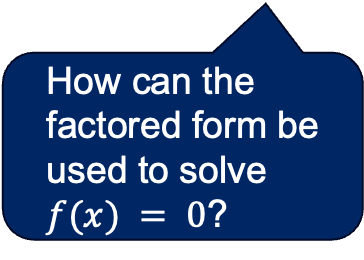 How can the
factored form be
used to solve
f(x) = 0?